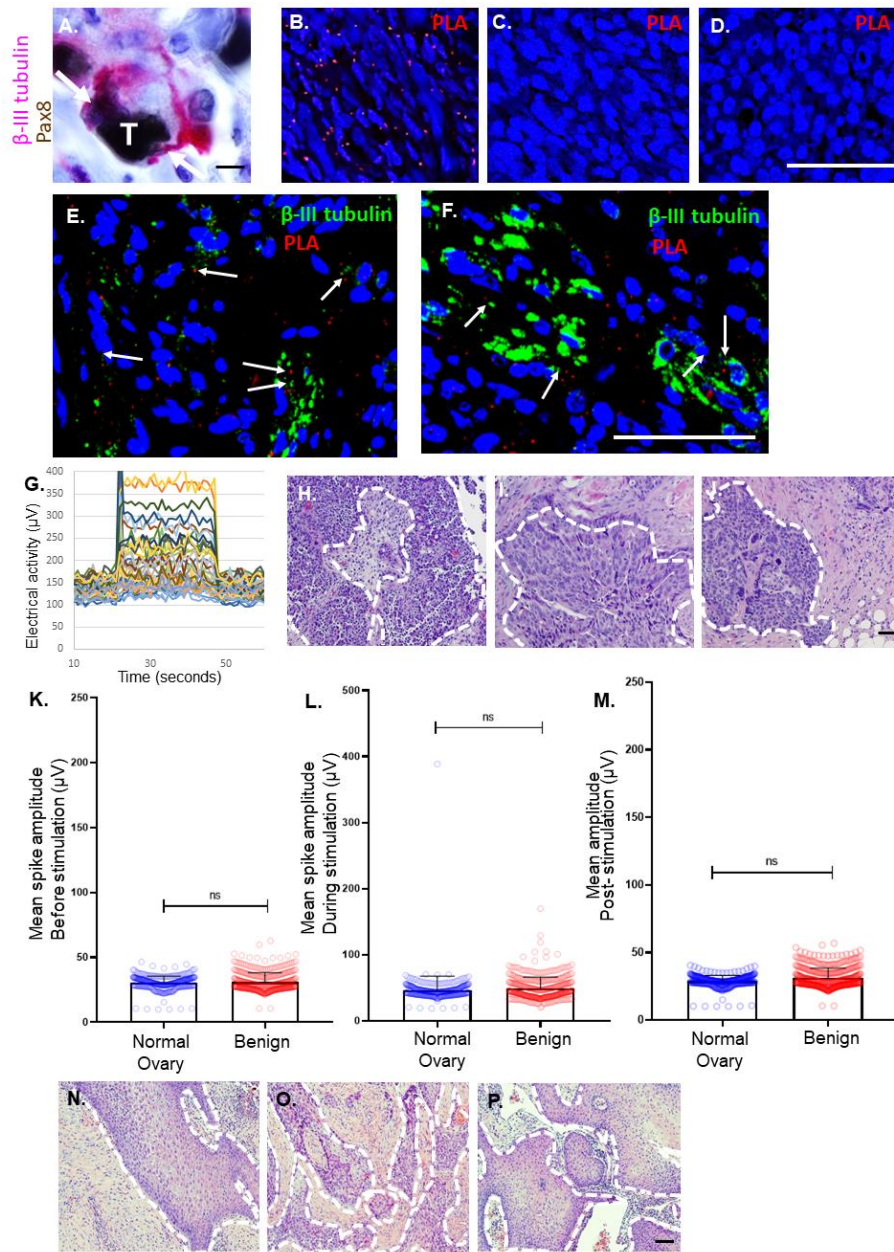 β-III tubulin
Pax8
A.
T
B.
PLA
C.
PLA
D.
PLA
E.
β-III tubulin
PLA
F.
β-III tubulin
PLA
G.
Electrical activity (µV)
400
350
300
250
200
150
100
50
0
10 30 50
Time (seconds)
H.
I.
J.
K.
Mean spike amplitude
Before stimulation (µV)
250
200
150
100
50
0
ns
Normal
Ovary
Benign
L.
Mean spike amplitude
During stimulation (µV)
500
400
300
200
100
0
ns
Normal
Ovary
Benign
M.
Mean amplitude
Post- stimulation (µV)
250
200
150
100
50
0
ns
Normal
Ovary
Benign
N.
O.
P.